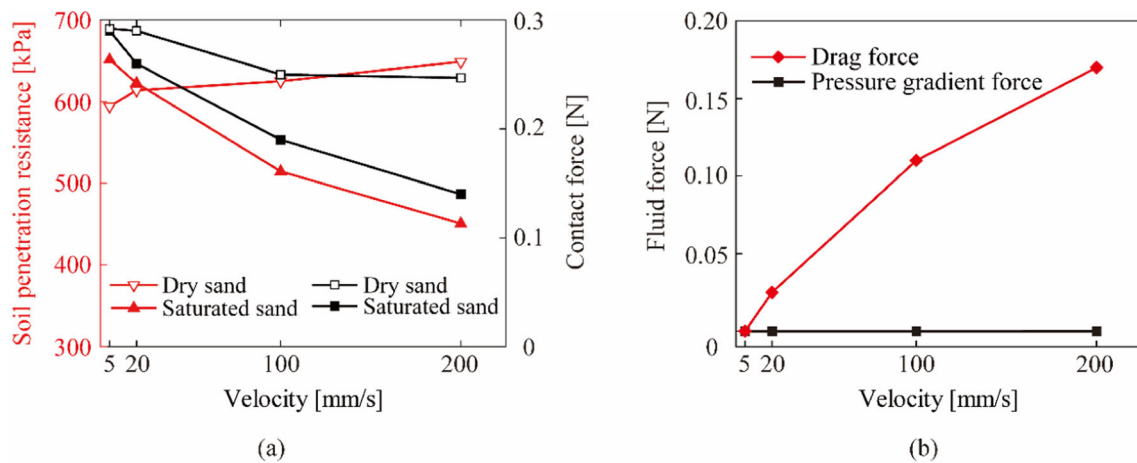 700
600
500
400
300
Soil penetration resistance [kPa]
0.3
0.2
0.1
0
Contact force [N]
Dry sand
Saturated sand
Dry sand
Saturated sand
5 20 100 200
Velocity [mm/s]
(a)
0.20
0.15
0.10
0.05
0
Fluid force [N]
Drag force
Pressure gradient force
5 20 100 200
Velocity [mm/s]
(b)